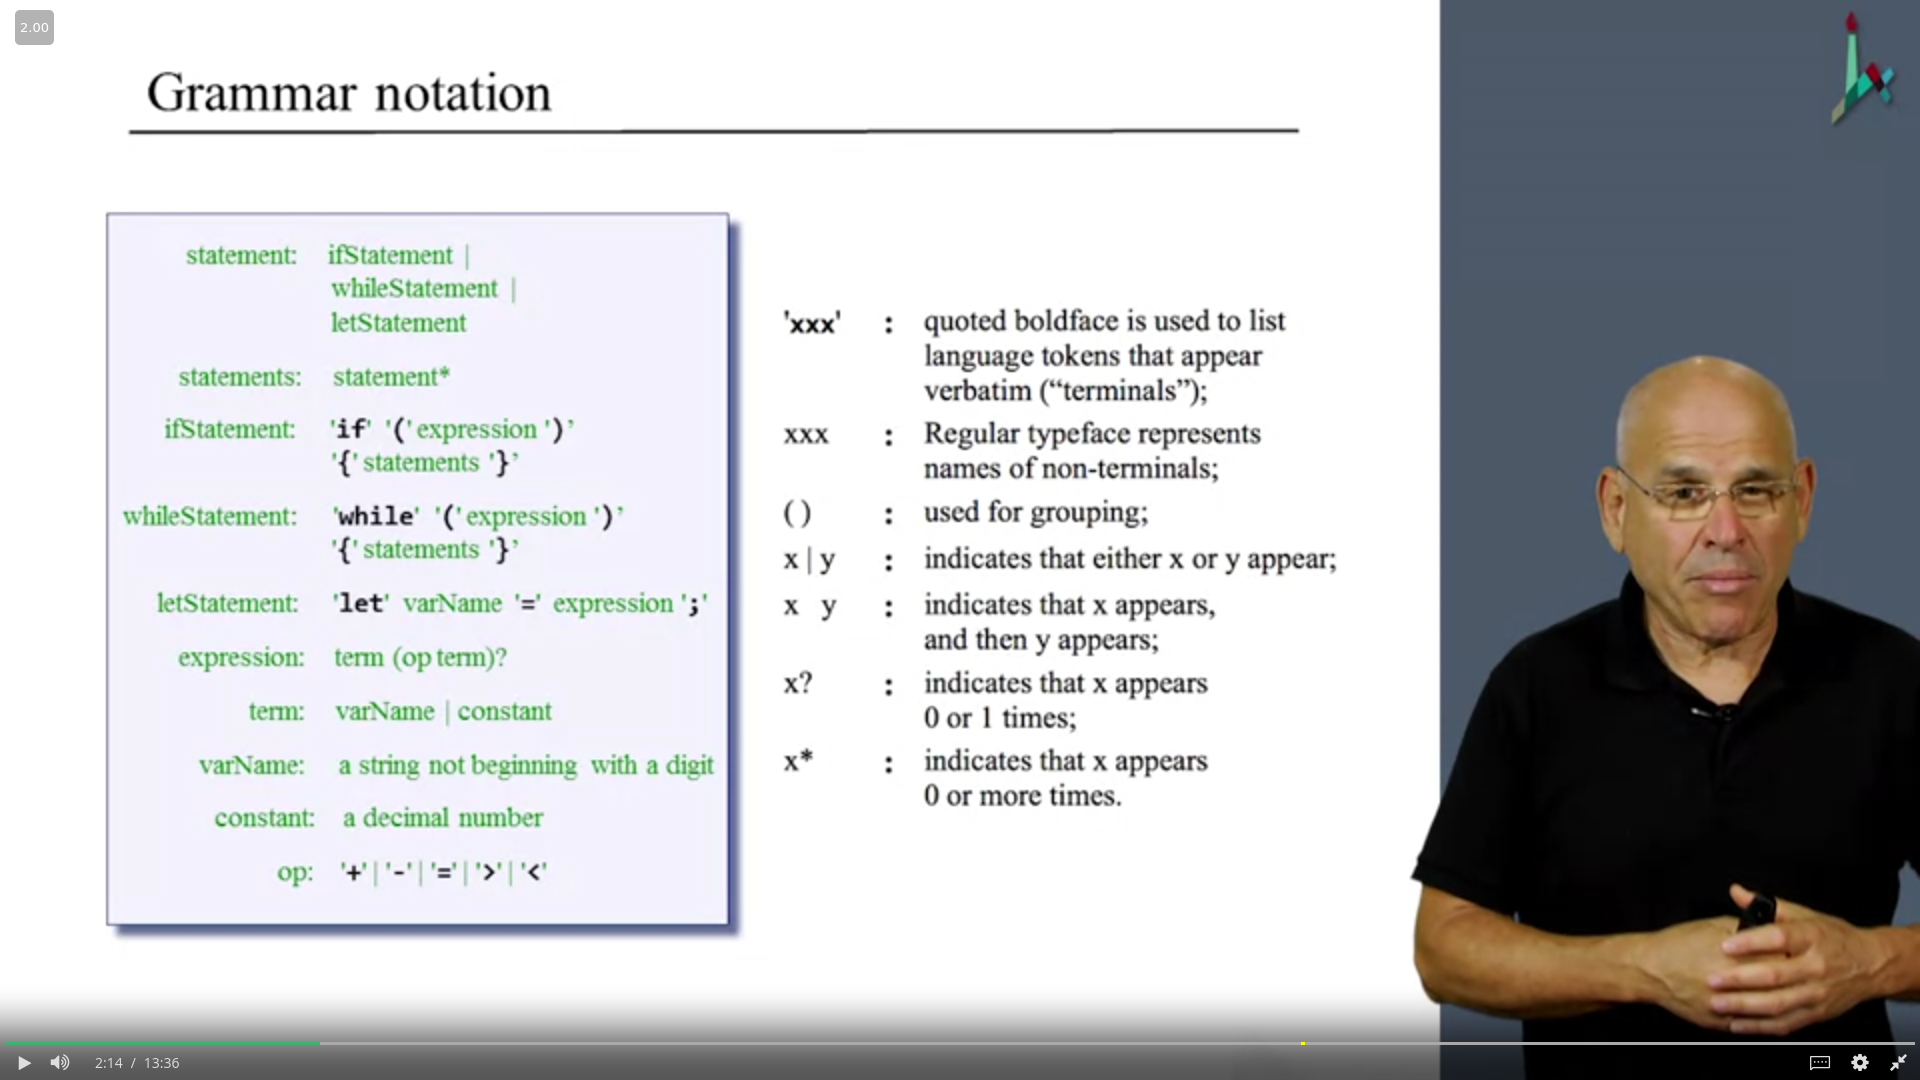 2.00
Grammar notation
statement: ifStatement |
whileStatement |
letStatement
statements: statement*
ifStatement: 'if' '(' expression ')'
'{' statements '}'
whileStatement: 'while' '(' expression ')'
'{' statements '}'
letStatement: 'let' varName '=' expression ';'
expression: term (op term)?
term: varName | constant
varName: a string not beginning with a digit
constant: a decimal number
op: '+' | '-' | '=' | '>' | '<'
'xxx' : quoted boldface is used to list
language tokens that appear
verbatim (“terminals”);
xxx : Regular typeface represents
names of non-terminals;
( ) : used for grouping;
x | y : indicates that either x or y appear;
x y : indicates that x appears,
and then y appears;
x? : indicates that x appears
0 or 1 times;
x* : indicates that x appears
0 or more times.
2:14 / 13:36